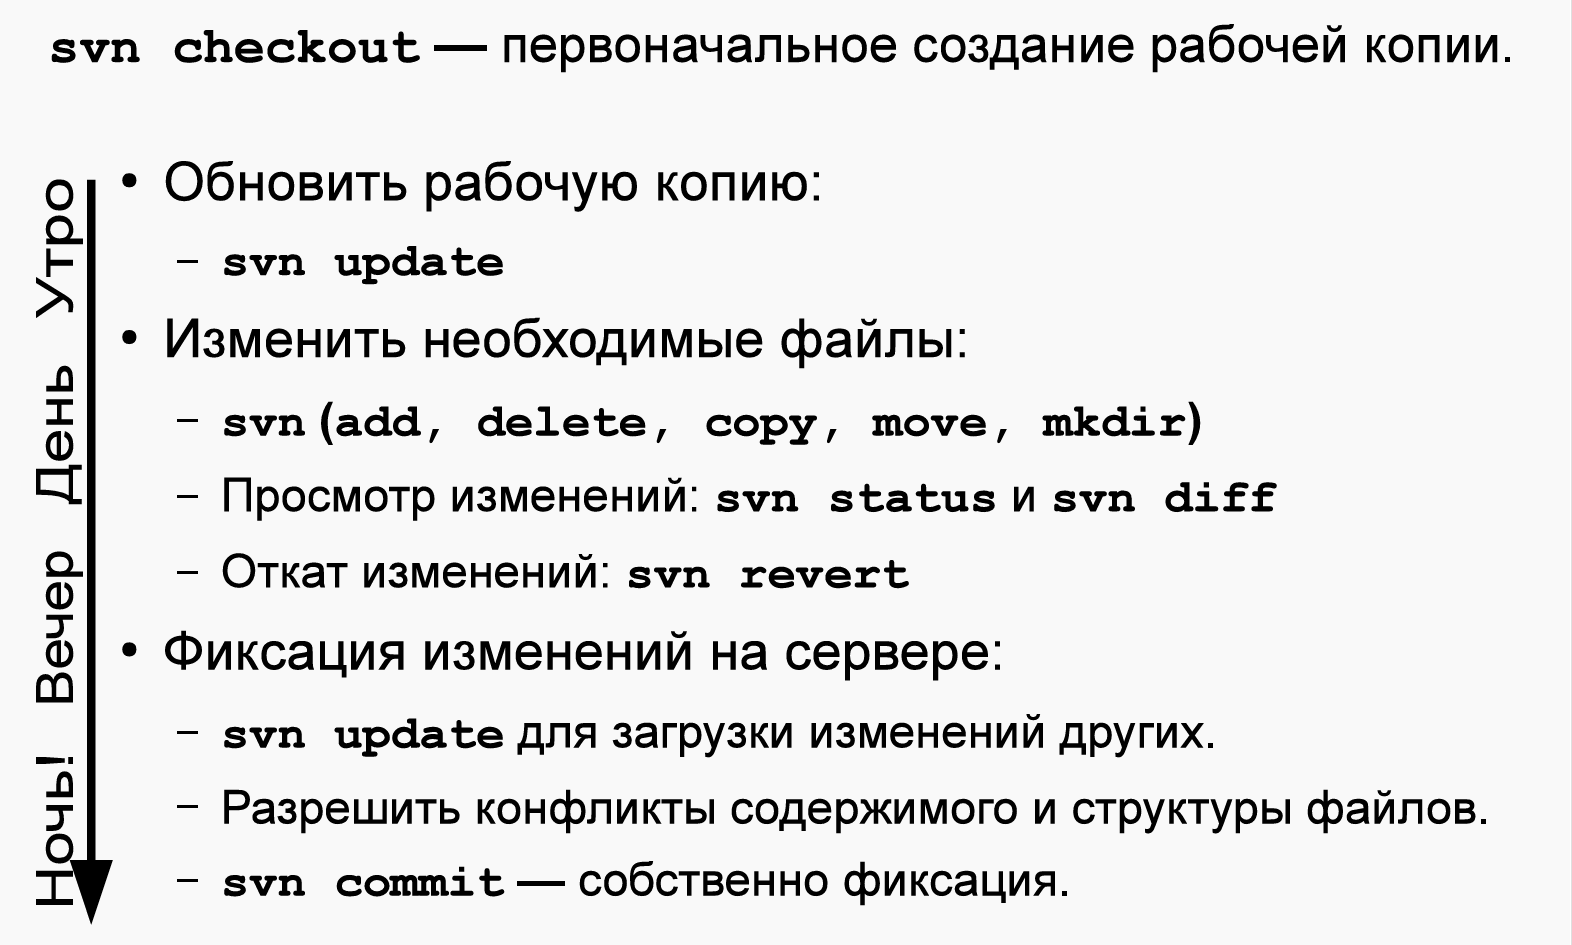 svn checkout — первоначальное создание рабочей копии.
Утро
День
Вечер
Ночь!
• Обновить рабочую копию:
– svn update
• Изменить необходимые файлы:
– svn (add, delete, copy, move, mkdir)
– Просмотр изменений: svn status и svn diff
– Откат изменений: svn revert
• Фиксация изменений на сервере:
– svn update для загрузки изменений других.
– Разрешить конфликты содержимого и структуры файлов.
– svn commit — собственно фиксация.